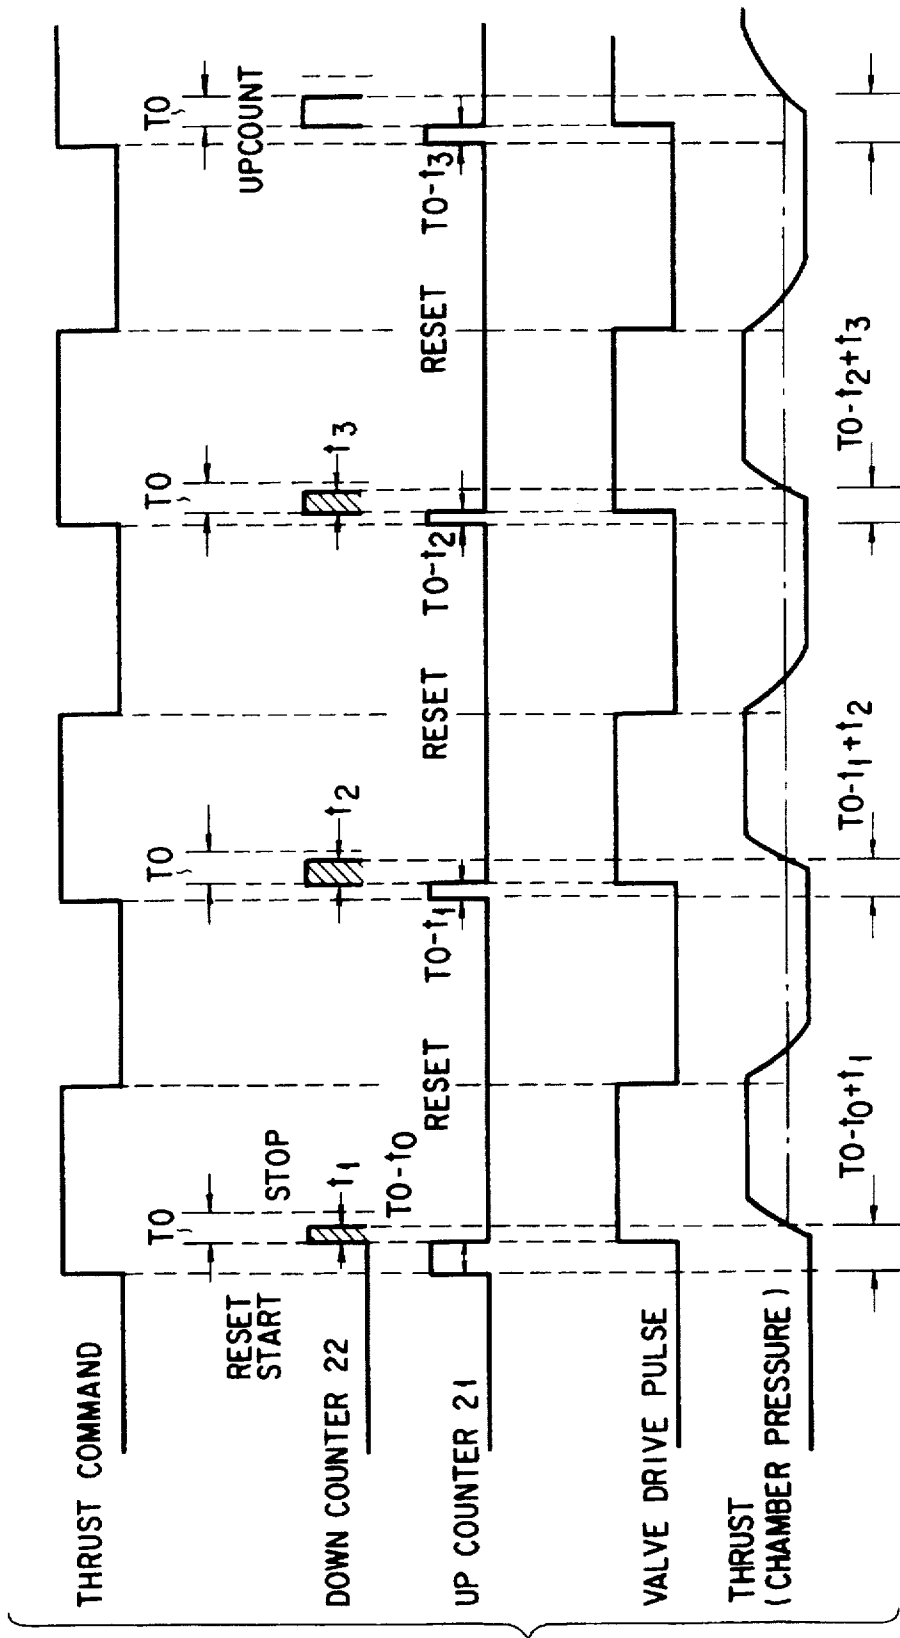 THRUST COMMAND
TO
TO
TO
TO
RESET
START
STOP
UPCOUNT
DOWN COUNTER 22
t1
t2
t3
TO-t0
UP COUNTER 21
RESET
TO-t1
RESET
TO-t2
RESET
TO-t3
VALVE DRIVE PULSE
THRUST
(CHAMBER PRESSURE)
TO-t0+t1
TO-t1+t2
TO-t2+t3